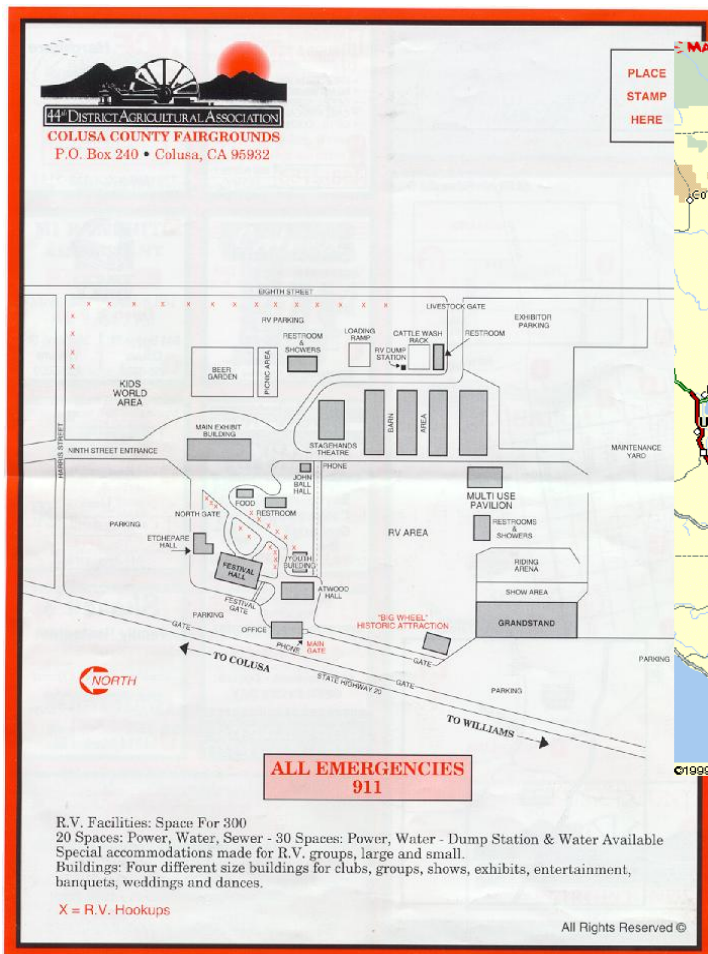 44th DISTRICT AGRICULTURAL ASSOCIATION
COLUSA COUNTY FAIRGROUNDS
P.O. Box 240 • Colusa, CA 95932
PLACE
STAMP
HERE
MA
Co
EIGHTH STREET
LIVESTOCK GATE
RV PARKING
EXHIBITOR
PARKING
RESTROOM
& SHOWERS
LOADING
RAMP
CATTLE WASH
RACK
RESTROOM
RV DUMP
STATION
BEER
GARDEN
PICNIC AREA
KIDS
WORLD
AREA
MAIN EXHIBIT
BUILDING
STAGEHANDS
THEATRE
BARN
AREA
HARRIS STREET
NINTH STREET ENTRANCE
MAINTENANCE
YARD
PHONE
JOHN
BALL
HALL
MULTI USE
PAVILION
FOOD
RESTROOM
NORTH GATE
PARKING
RV AREA
RESTROOMS
&
SHOWERS
ETCHEPARE
HALL
YOUTH
BUILDING
FESTIVAL
HALL
RIDING
ARENA
SHOW AREA
ATWOOD
HALL
FESTIVAL
GATE
PARKING
"BIG WHEEL"
HISTORIC ATTRACTION
GRANDSTAND
GATE
OFFICE
PHONE
MAIN
GATE
GATE
PARKING
TO COLUSA
NORTH
STATE HIGHWAY 20
GATE
PARKING
TO WILLIAMS
©1999
ALL EMERGENCIES
911
R.V. Facilities: Space For 300
20 Spaces: Power, Water, Sewer - 30 Spaces: Power, Water - Dump Station & Water Available
Special accommodations made for R.V. groups, large and small.
Buildings: Four different size buildings for clubs, groups, shows, exhibits, entertainment,
banquets, weddings and dances.
X = R.V. Hookups
All Rights Reserved ©